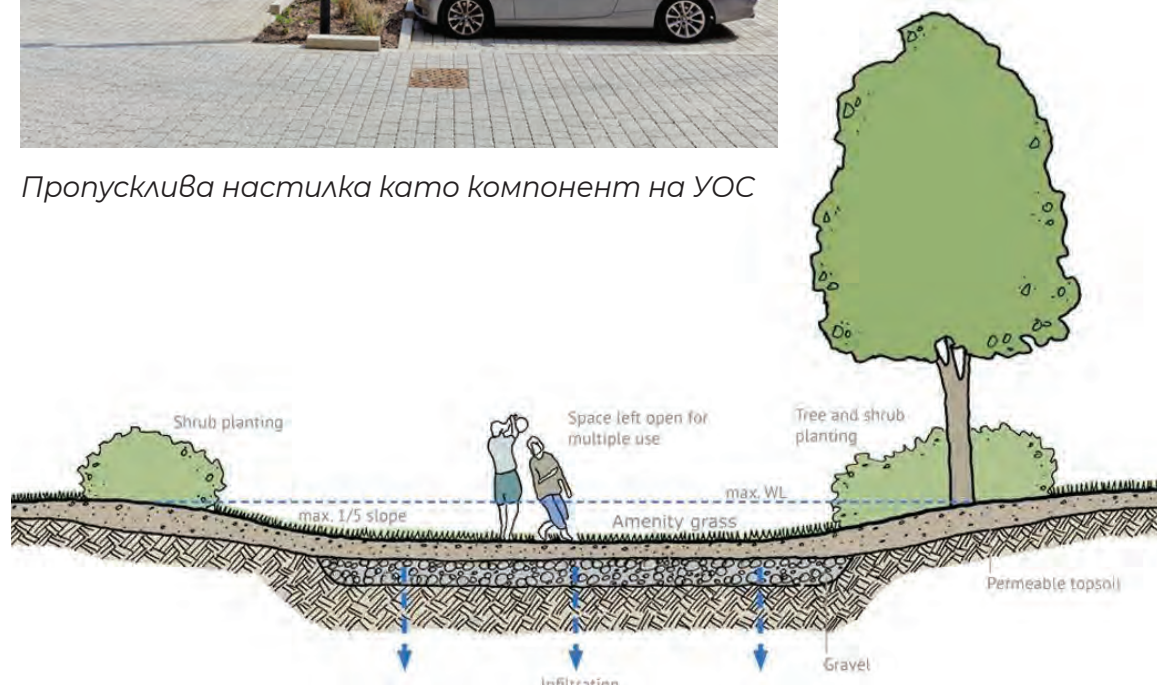 Пропусклива настилка като компонент на УОС
Shrub planting
Space left open for
multiple use
Tree and shrub
planting
max. WL
max. 1/5 slope
Amenity grass
Permeable topsoil
Gravel
Infiltration